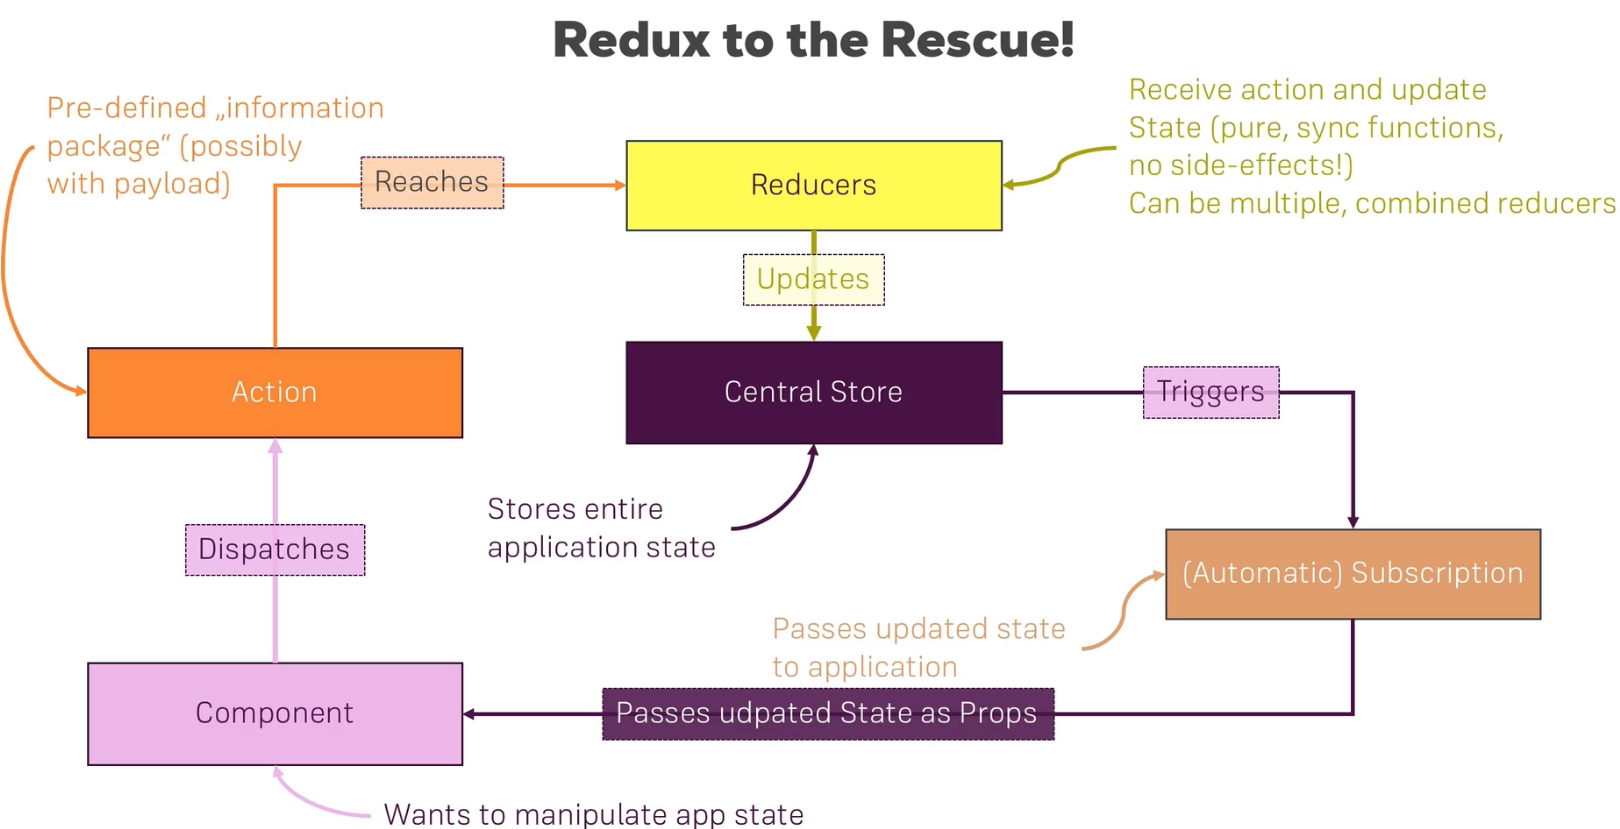 Redux to the Rescue!
Pre-defined „information
package“ (possibly
with payload)
Reaches
Reducers
Receive action and update
State (pure, sync functions,
no side-effects!)
Can be multiple, combined reducers
Updates
Action
Central Store
Triggers
Stores entire
application state
Dispatches
(Automatic) Subscription
Passes updated state
to application
Component
Passes udpated State as Props
Wants to manipulate app state